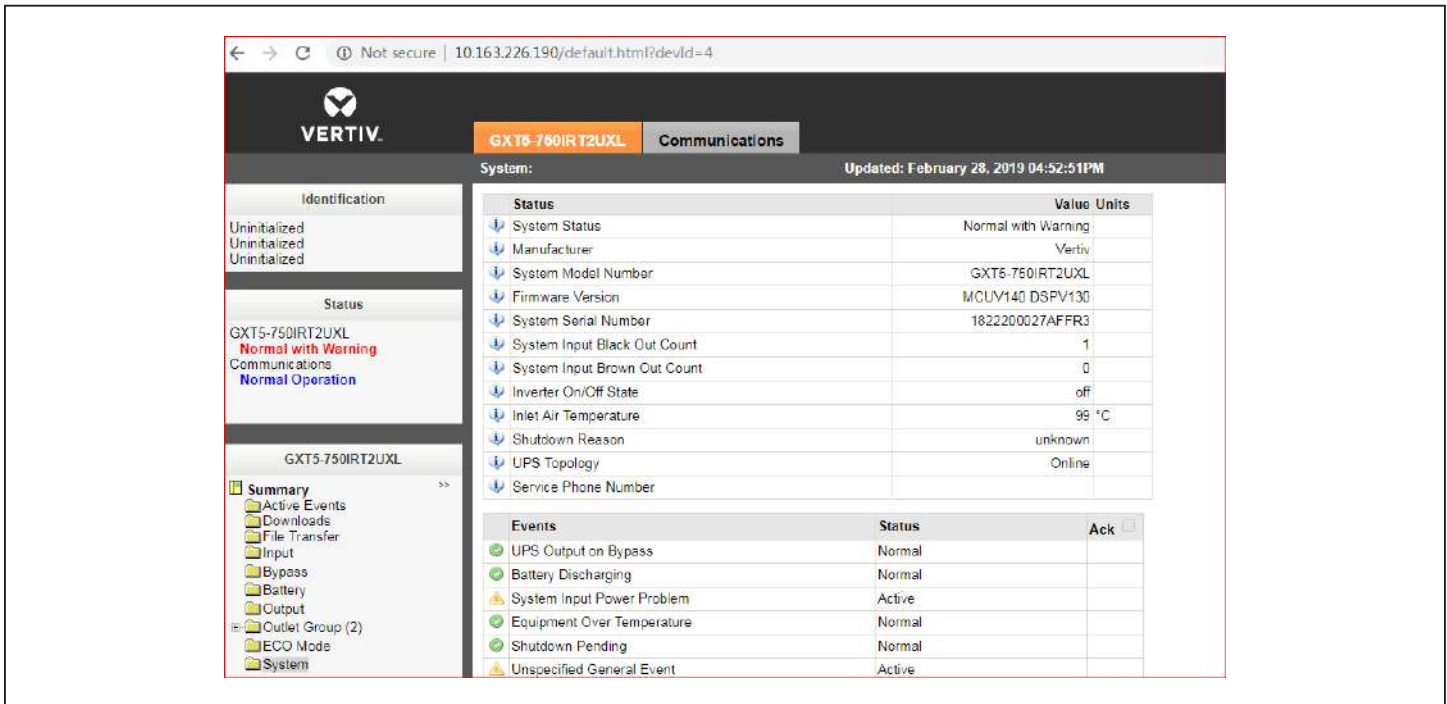 Not secure | 10.163.226.190/default.html?devId=4
VERTIV.
GXT5-750IRT2UXL Communications
System: Updated: February 28, 2019 04:52:51PM
Identification
Uninitialized
Uninitialized
Uninitialized
Status
GXT5-750IRT2UXL
Normal with Warning
Communications
Normal Operation
GXT5-750IRT2UXL
Summary >>
Active Events
Downloads
File Transfer
Input
Bypass
Battery
Output
Outlet Group (2)
ECO Mode
System
Status Value Units
System Status Normal with Warning
Manufacturer Vertiv
System Model Number GXT5-750IRT2UXL
Firmware Version MCUV140 DSPV130
System Serial Number 1822200027AFFR3
System Input Black Out Count 1
System Input Brown Out Count 0
Inverter On/Off State off
Inlet Air Temperature 99 °C
Shutdown Reason unknown
UPS Topology Online
Service Phone Number
Events Status Ack
UPS Output on Bypass Normal
Battery Discharging Normal
System Input Power Problem Active
Equipment Over Temperature Normal
Shutdown Pending Normal
Unspecified General Event Active